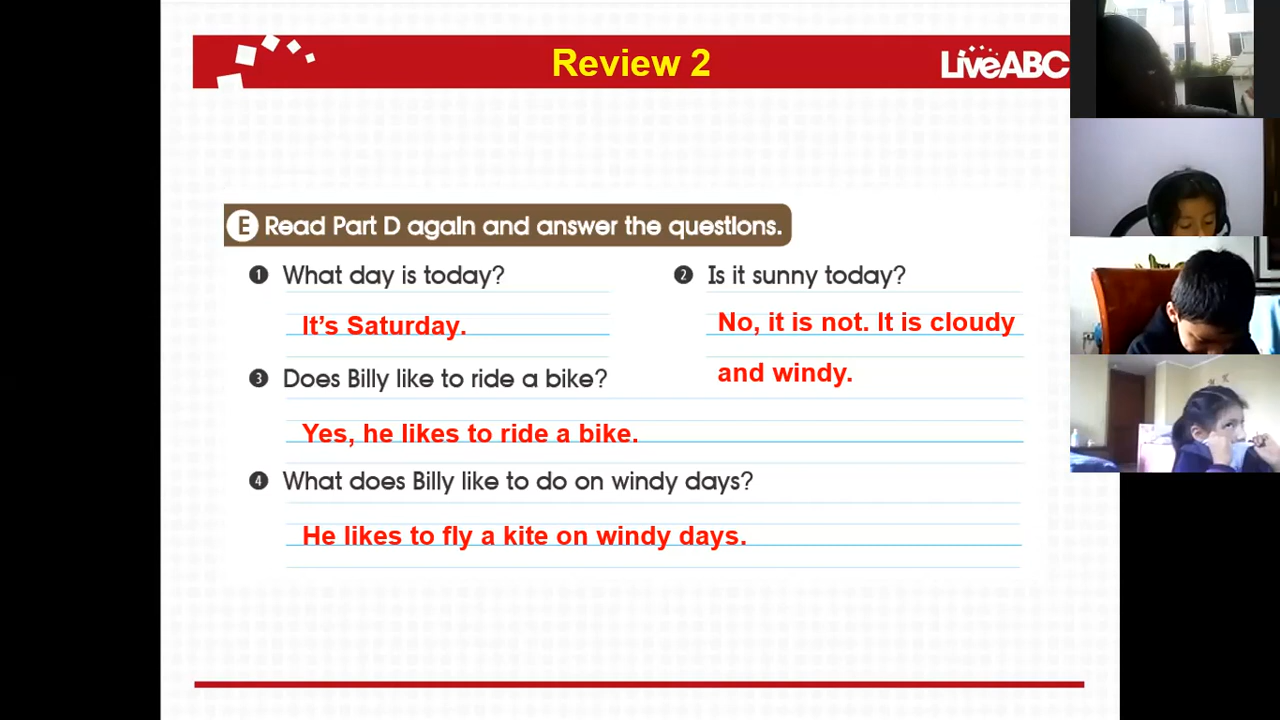 Review 2
LiveABC
E Read Part D again and answer the questions.
1 What day is today?
It's Saturday.
2 Is it sunny today?
No, it is not. It is cloudy
and windy.
3 Does Billy like to ride a bike?
Yes, he likes to ride a bike.
4 What does Billy like to do on windy days?
He likes to fly a kite on windy days.